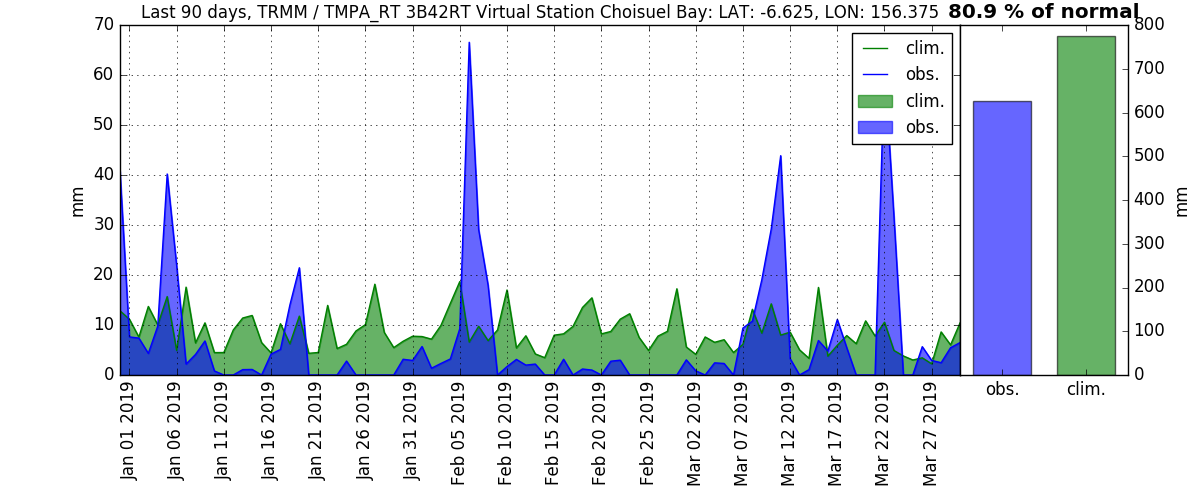 Last 90 days, TRMM / TMPA_RT 3B42RT Virtual Station Choisuel Bay: LAT: -6.625, LON: 156.375 80.9 % of normal
70
60
50
40
30
20
10
0
mm
clim.
obs.
clim.
obs.
Jan 01 2019
Jan 06 2019
Jan 11 2019
Jan 16 2019
Jan 21 2019
Jan 26 2019
Jan 31 2019
Feb 05 2019
Feb 10 2019
Feb 15 2019
Feb 20 2019
Feb 25 2019
Mar 02 2019
Mar 07 2019
Mar 12 2019
Mar 17 2019
Mar 22 2019
Mar 27 2019
obs. clim.
800
700
600
500
400
300
200
100
0
mm